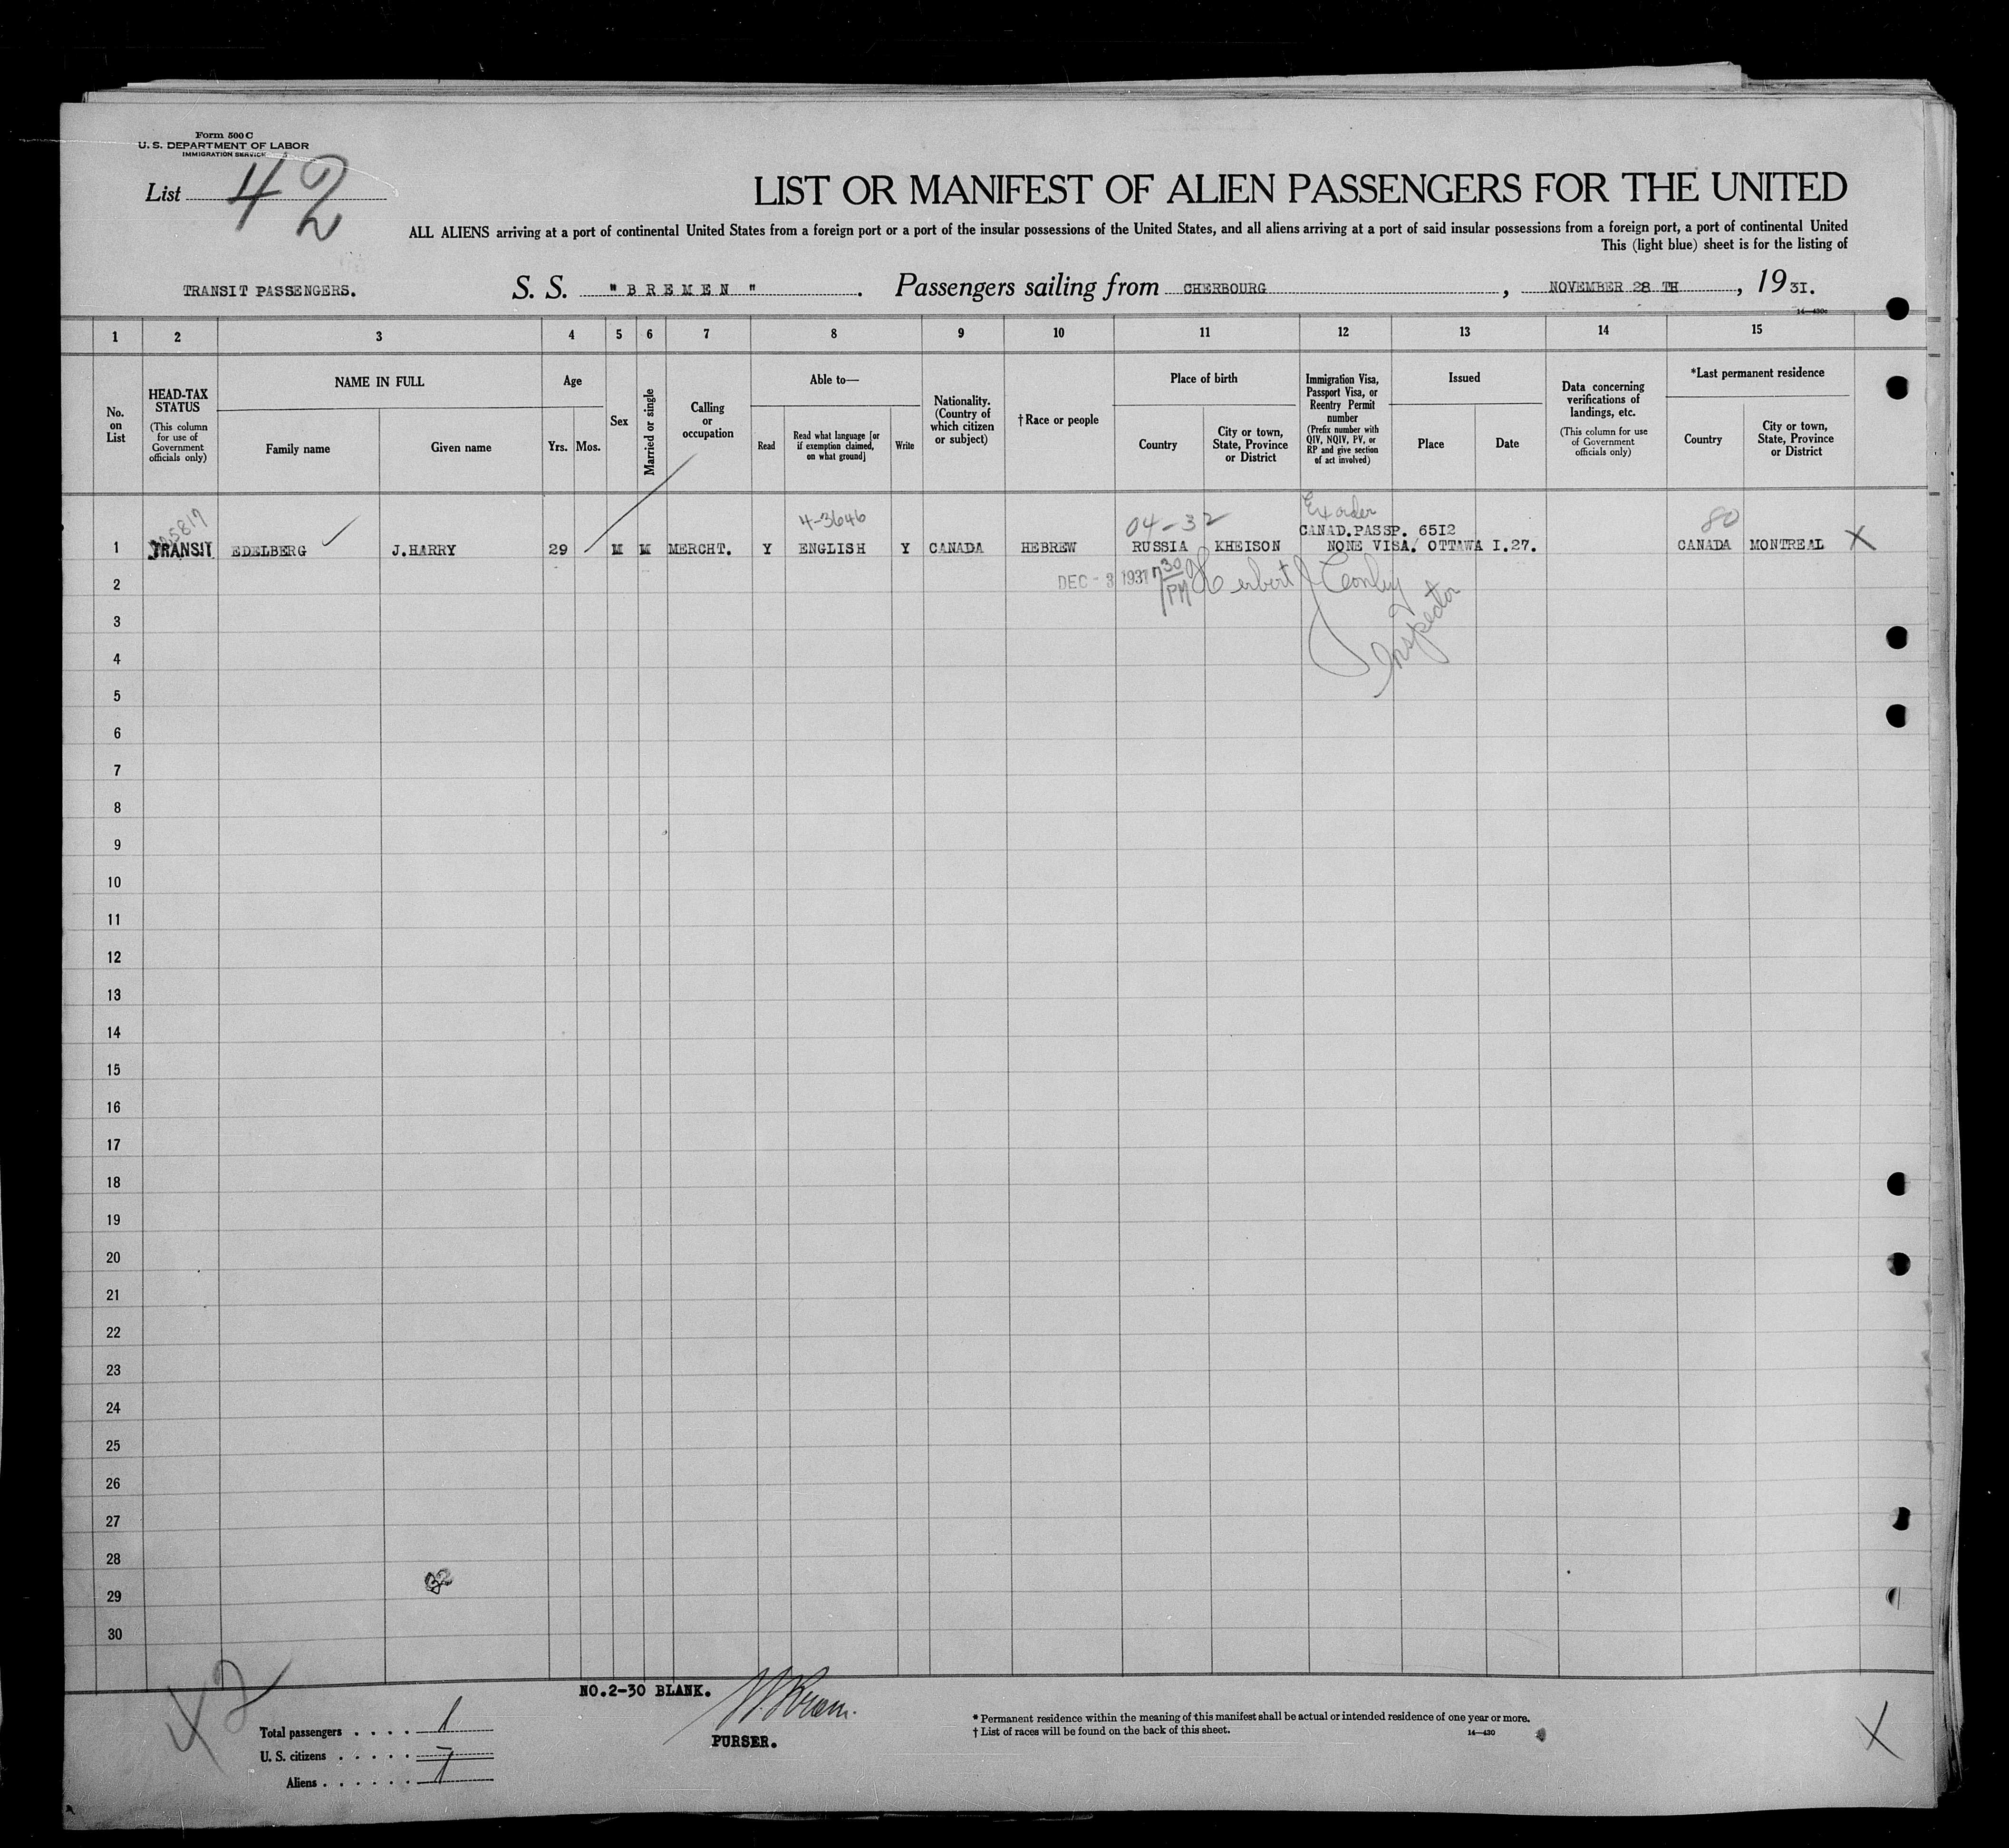 Form 500 C
U. S. DEPARTMENT OF LABOR
IMMIGRATION SERVICE
List 42
LIST OR MANIFEST OF ALIEN PASSENGERS FOR THE UNITED
ALL ALIENS arriving at a port of continental United States from a foreign port or a port of the insular possessions of the United States, and all aliens arriving at a port of said insular possessions from a foreign port, a port of continental United
This (light blue) sheet is for the listing of
TRANSIT PASSENGERS. S. S. "BREMEN". Passengers sailing from CHERBOURG, NOVEMBER 28 TH, 1931.
14—430c
1 2 3 4 5 6 7 8 9 10 11 12 13 14 15
No. on List
HEAD-TAX STATUS
(This column for use of Government officials only)
NAME IN FULL
Family name
Given name
Age
Yrs. Mos.
Sex
Married or single
Calling or occupation
Able to—
Read
Read what language [or if exemption claimed, on what ground]
Write
Nationality. (Country of which citizen or subject)
†Race or people
Place of birth
Country
City or town, State, Province or District
Immigration Visa, Passport Visa, or Reentry Permit number
(Prefix number with QIV, NQIV, PV, or RP and give section of act involved)
Issued
Place
Date
Data concerning verifications of landings, etc.
(This column for use of Government officials only)
*Last permanent residence
Country
City or town, State, Province or District
4-3646
04-32
Ex order
CANAD.PASSP. 65I2
80
1 TRANSIT EDELBERG J.HARRY 29 M M MERCHT. Y ENGLISH Y CANADA HEBREW RUSSIA KHEISON NONE VISA. OTTAWA I.27. CANADA MONTREAL X
2 DEC - 3 1931 7 30 PM Herbert J Conley
Inspector
3
4
5
6
7
8
9
10
11
12
13
14
15
16
17
18
19
20
21
22
23
24
25
26
27
28
29
30
42
NO.2-30 BLANK.
PURSER.
Total passengers . . . . 1
U. S. citizens . . . . . –
Aliens . . . . . . 1
* Permanent residence within the meaning of this manifest shall be actual or intended residence of one year or more.
† List of races will be found on the back of this sheet.
14—430
X